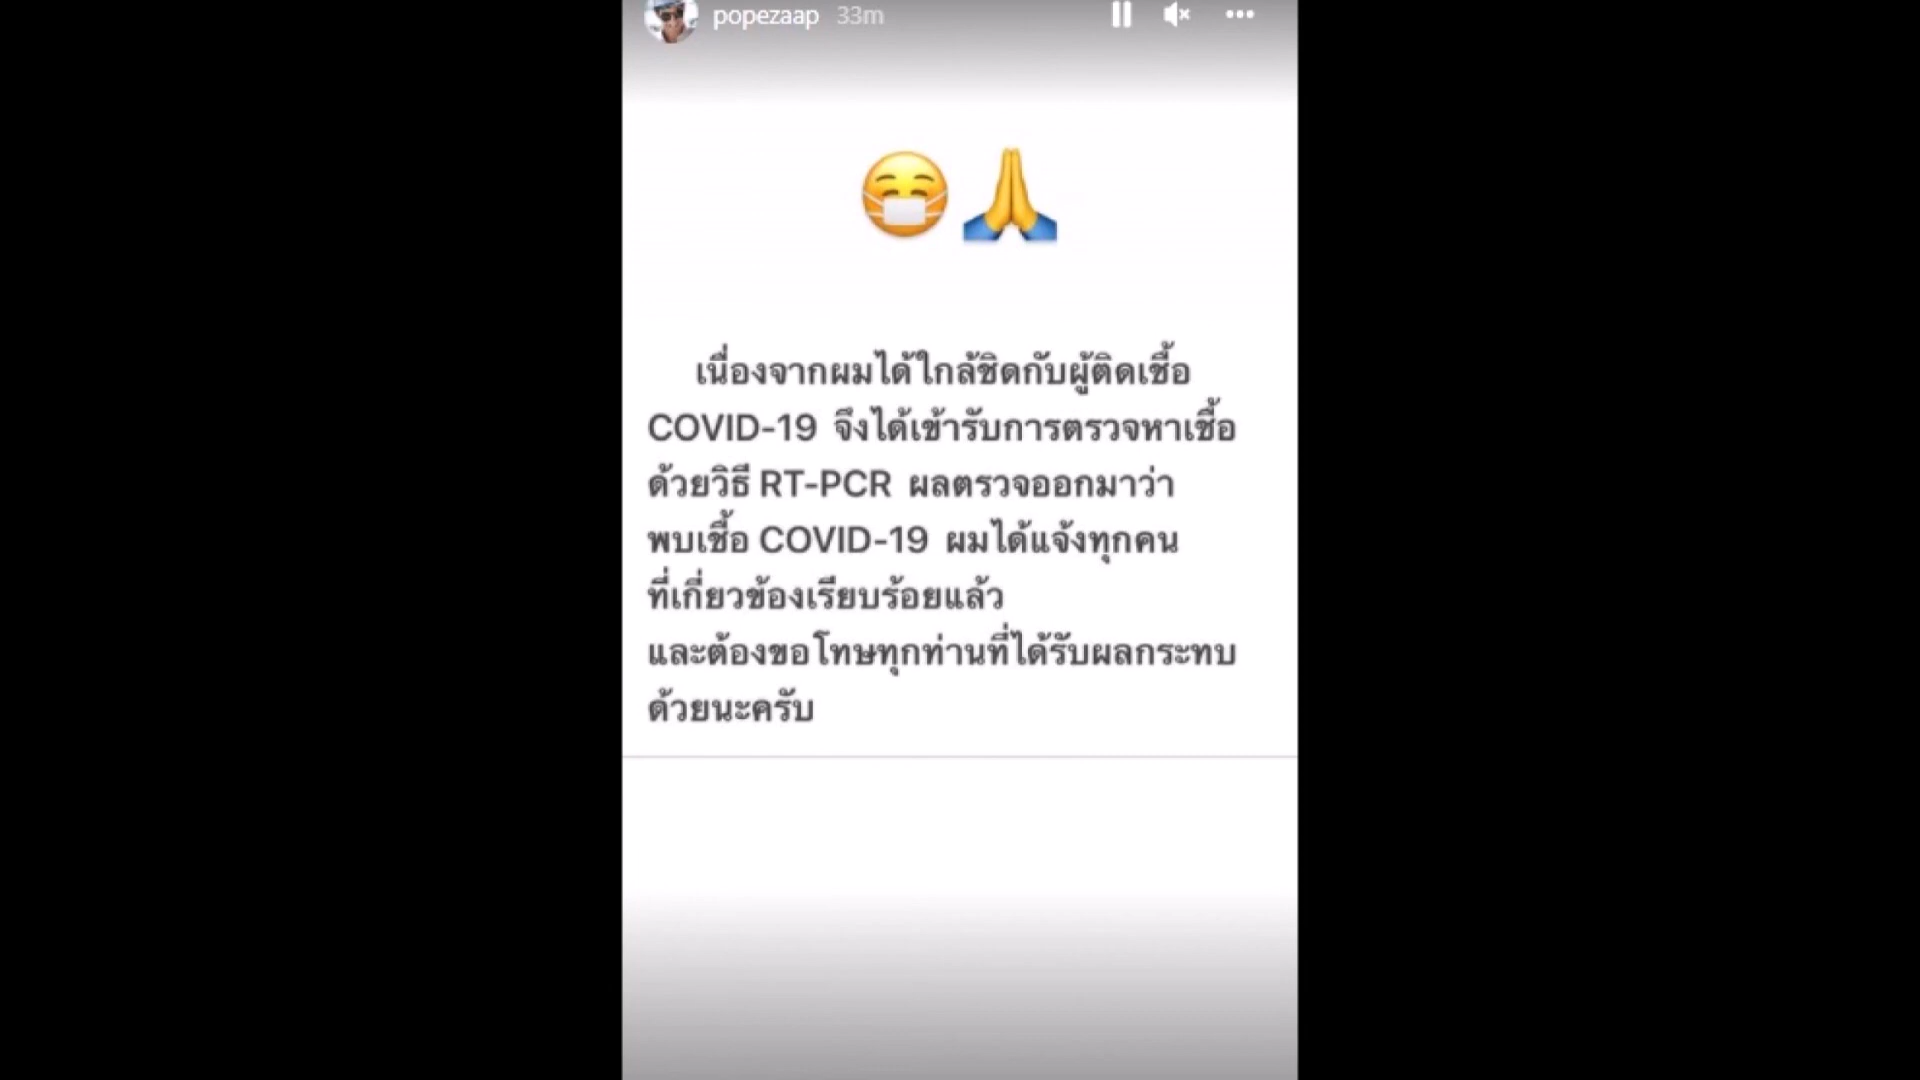 popezaap 33m
เนื่องจากผมได้ใกล้ชิดกับผู้ติดเชื้อ
COVID-19 จึงได้เข้ารับการตรวจหาเชื้อ
ด้วยวิธี RT-PCR ผลตรวจออกมาว่า
พบเชื้อ COVID-19 ผมได้แจ้งทุกคน
ที่เกี่ยวข้องเรียบร้อยแล้ว
และต้องขอโทษทุกท่านที่ได้รับผลกระทบ
ด้วยนะครับ